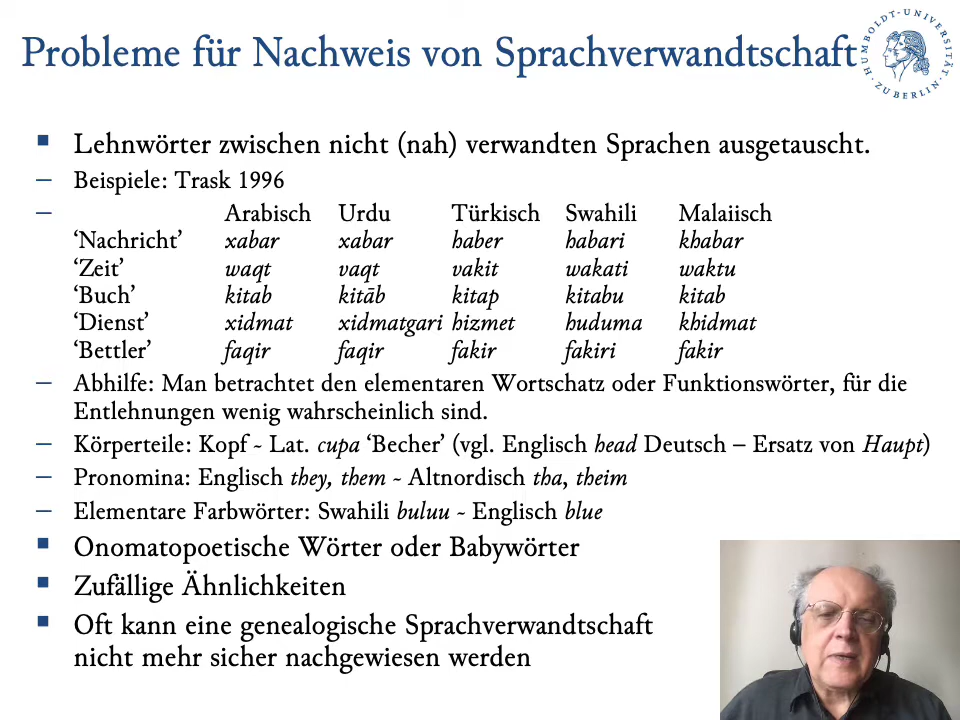 Probleme für Nachweis von Sprachverwandtschaft
HUMBOLDT-UNIVERSITÄT ZU BERLIN
▪ Lehnwörter zwischen nicht (nah) verwandten Sprachen ausgetauscht.
– Beispiele: Trask 1996
– Arabisch Urdu Türkisch Swahili Malaiisch
‘Nachricht’ xabar xabar haber habari khabar
‘Zeit’ waqt vaqt vakit wakati waktu
‘Buch’ kitab kitāb kitap kitabu kitab
‘Dienst’ xidmat xidmatgari hizmet huduma khidmat
‘Bettler’ faqir faqir fakir fakiri fakir
– Abhilfe: Man betrachtet den elementaren Wortschatz oder Funktionswörter, für die
Entlehnungen wenig wahrscheinlich sind.
– Körperteile: Kopf ~ Lat. cupa ‘Becher’ (vgl. Englisch head Deutsch – Ersatz von Haupt)
– Pronomina: Englisch they, them ~ Altnordisch tha, theim
– Elementare Farbwörter: Swahili buluu ~ Englisch blue
▪ Onomatopoetische Wörter oder Babywörter
▪ Zufällige Ähnlichkeiten
▪ Oft kann eine genealogische Sprachverwandtschaft
nicht mehr sicher nachgewiesen werden